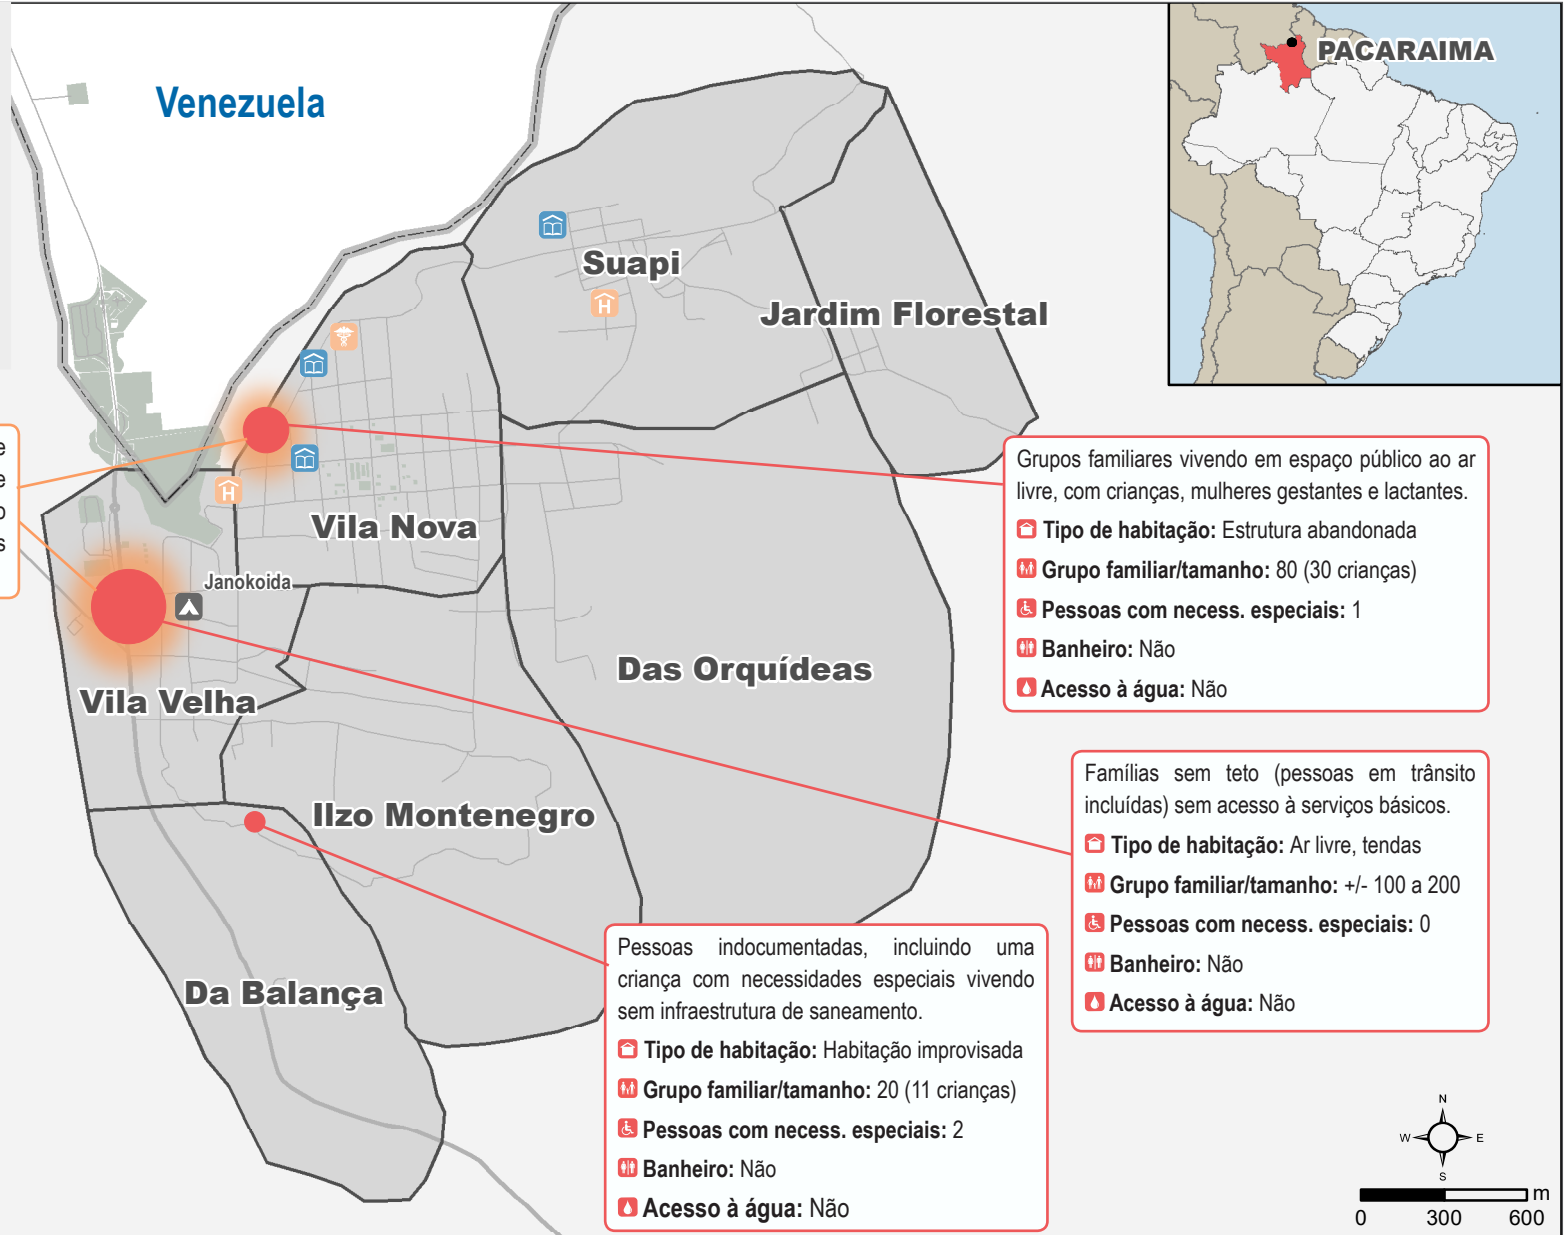 Venezuela
PACARAIMA
Suapi
Jardim Florestal
e
e
o
s
Vila Nova
Janokoida
Vila Velha
Das Orquídeas
Ilzo Montenegro
Da Balança
Grupos familiares vivendo em espaço público ao ar
livre, com crianças, mulheres gestantes e lactantes.
Tipo de habitação: Estrutura abandonada
Grupo familiar/tamanho: 80 (30 crianças)
Pessoas com necess. especiais: 1
Banheiro: Não
Acesso à água: Não
Famílias sem teto (pessoas em trânsito
incluídas) sem acesso à serviços básicos.
Tipo de habitação: Ar livre, tendas
Grupo familiar/tamanho: +/- 100 a 200
Pessoas com necess. especiais: 0
Banheiro: Não
Acesso à água: Não
Pessoas indocumentadas, incluindo uma
criança com necessidades especiais vivendo
sem infraestrutura de saneamento.
Tipo de habitação: Habitação improvisada
Grupo familiar/tamanho: 20 (11 crianças)
Pessoas com necess. especiais: 2
Banheiro: Não
Acesso à água: Não
H
H
N
W E
S
m
0 300 600